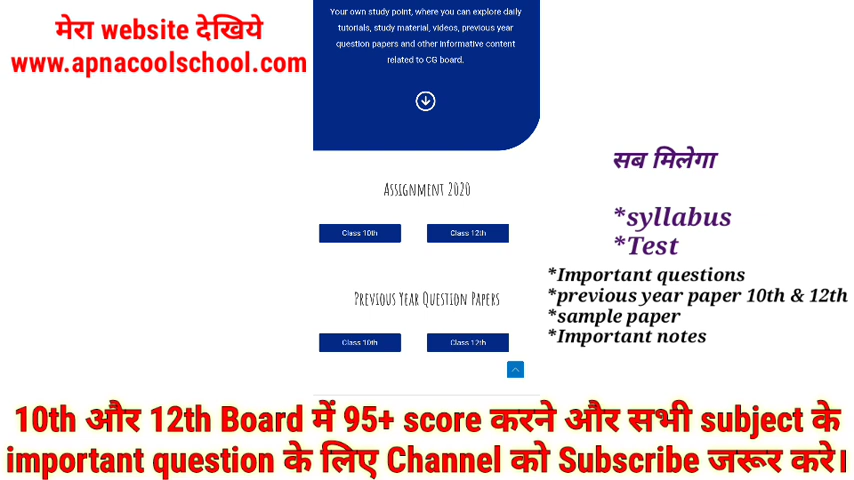 मेरा website देखिये
www.apnacoolschool.com
Your own study point, where you can explore daily
tutorials, study material, videos, previous year
question papers and other informative content
related to CG board.
Assignment 2020
Class 10th
Class 12th
Previous Year Question Papers
Class 10th
Class 12th
सब मिलेगा
*syllabus
*Test
*Important questions
*previous year paper 10th & 12th
*sample paper
*Important notes
10th और 12th Board में 95+ score करने और सभी subject के
important question के लिए Channel को Subscribe जरूर करे।